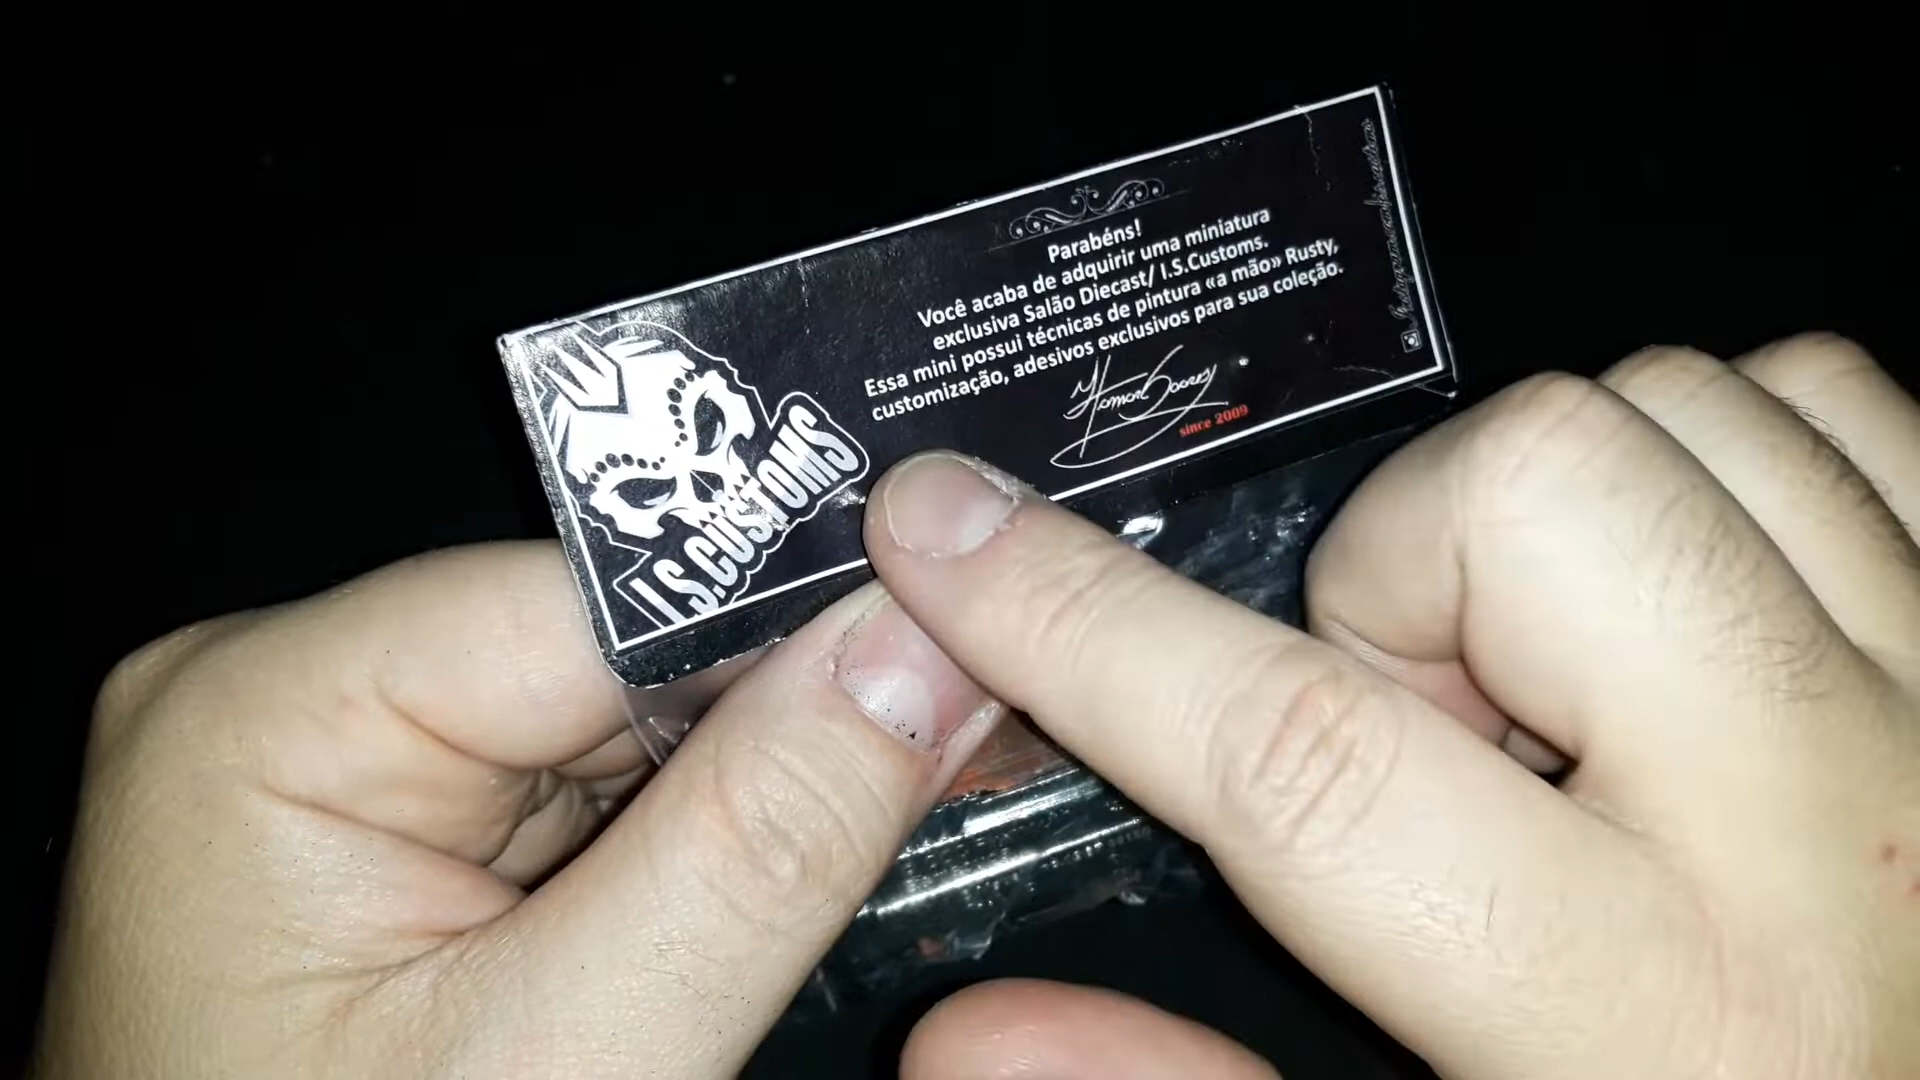 Parabéns!
Você acaba de adquirir uma miniatura
exclusiva Salão Diecast/ I.S.Customs.
Essa mini possui técnicas de pintura «a mão» Rusty,
customização, adesivos exclusivos para sua coleção.
since 2009
I.S.CUSTOMS